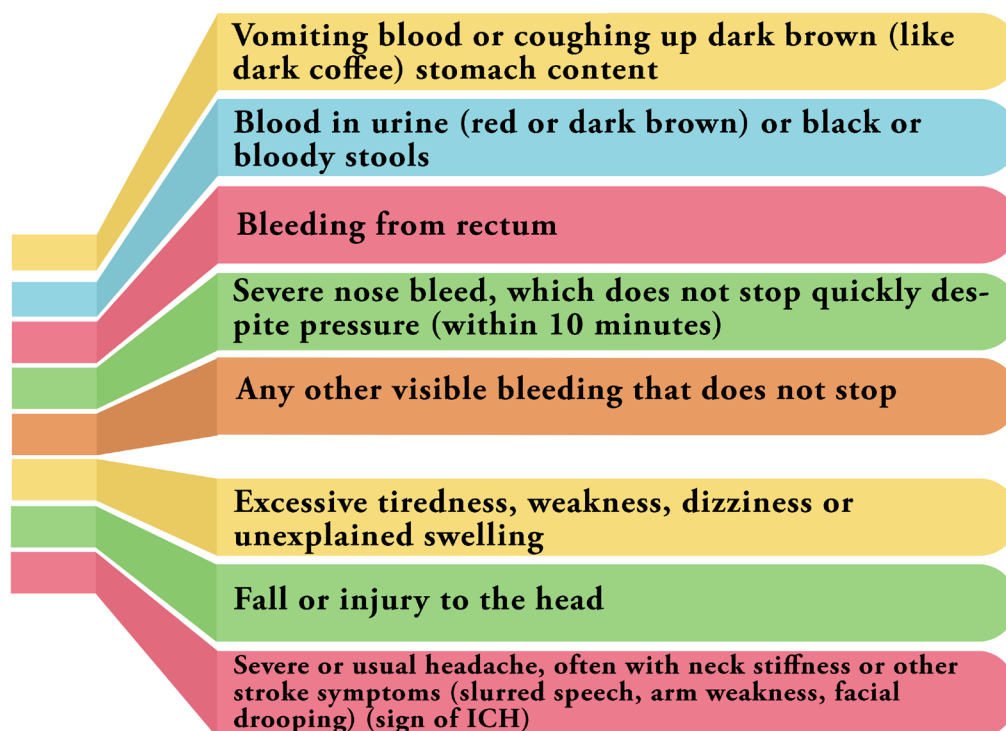 Vomiting blood or coughing up dark brown (like
dark coffee) stomach content
Blood in urine (red or dark brown) or black or
bloody stools
Bleeding from rectum
Severe nose bleed, which does not stop quickly des-
pite pressure (within 10 minutes)
Any other visible bleeding that does not stop
Excessive tiredness, weakness, dizziness or
unexplained swelling
Fall or injury to the head
Severe or usual headache, often with neck stiffness or other
stroke symptoms (slurred speech, arm weakness, facial
drooping) (sign of ICH)